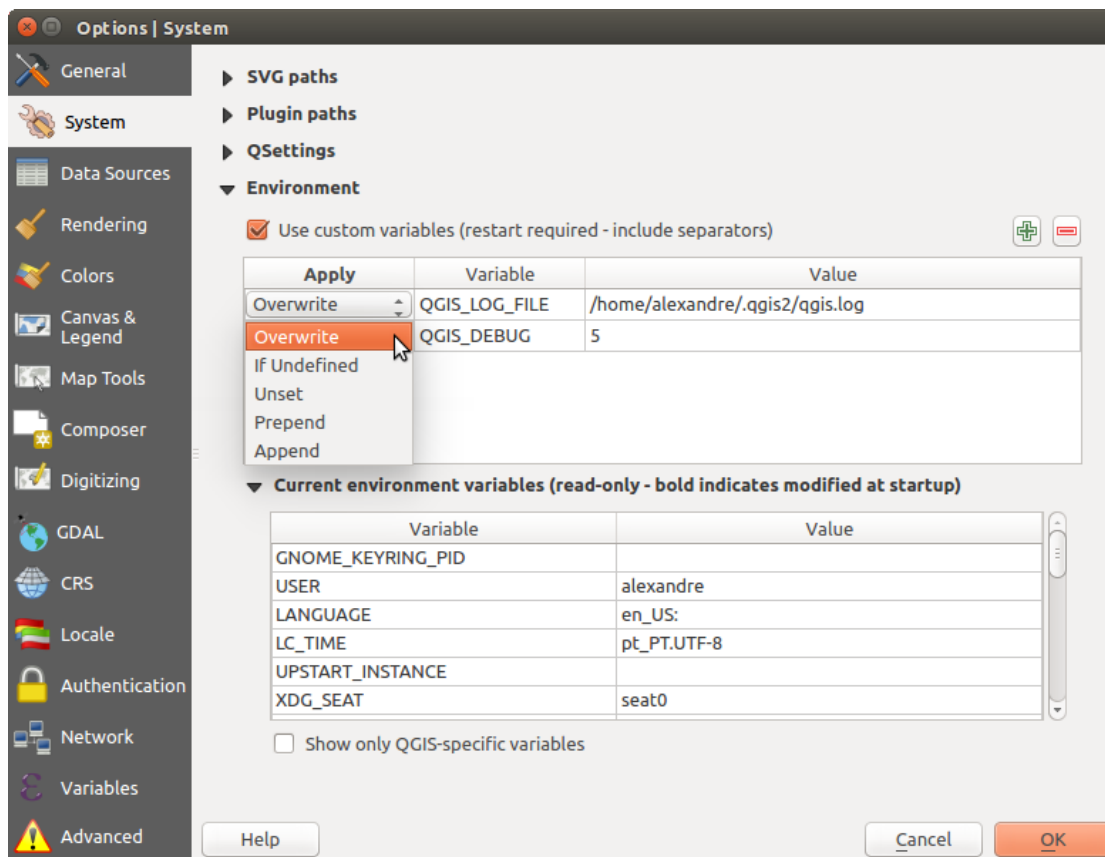 Options | System
General
System
Data Sources
Rendering
Colors
Canvas &
Legend
Map Tools
Composer
Digitizing
GDAL
CRS
Locale
Authentication
Network
Variables
Advanced
SVG paths
Plugin paths
QSettings
Environment
Use custom variables (restart required - include separators)
Apply Variable Value
Overwrite QGIS_LOG_FILE /home/alexandre/.qgis2/qgis.log
Overwrite QGIS_DEBUG 5
If Undefined
Unset
Prepend
Append
Current environment variables (read-only - bold indicates modified at startup)
Variable Value
GNOME_KEYRING_PID
USER alexandre
LANGUAGE en_US:
LC_TIME pt_PT.UTF-8
UPSTART_INSTANCE
XDG_SEAT seat0
Show only QGIS-specific variables
Help Cancel OK